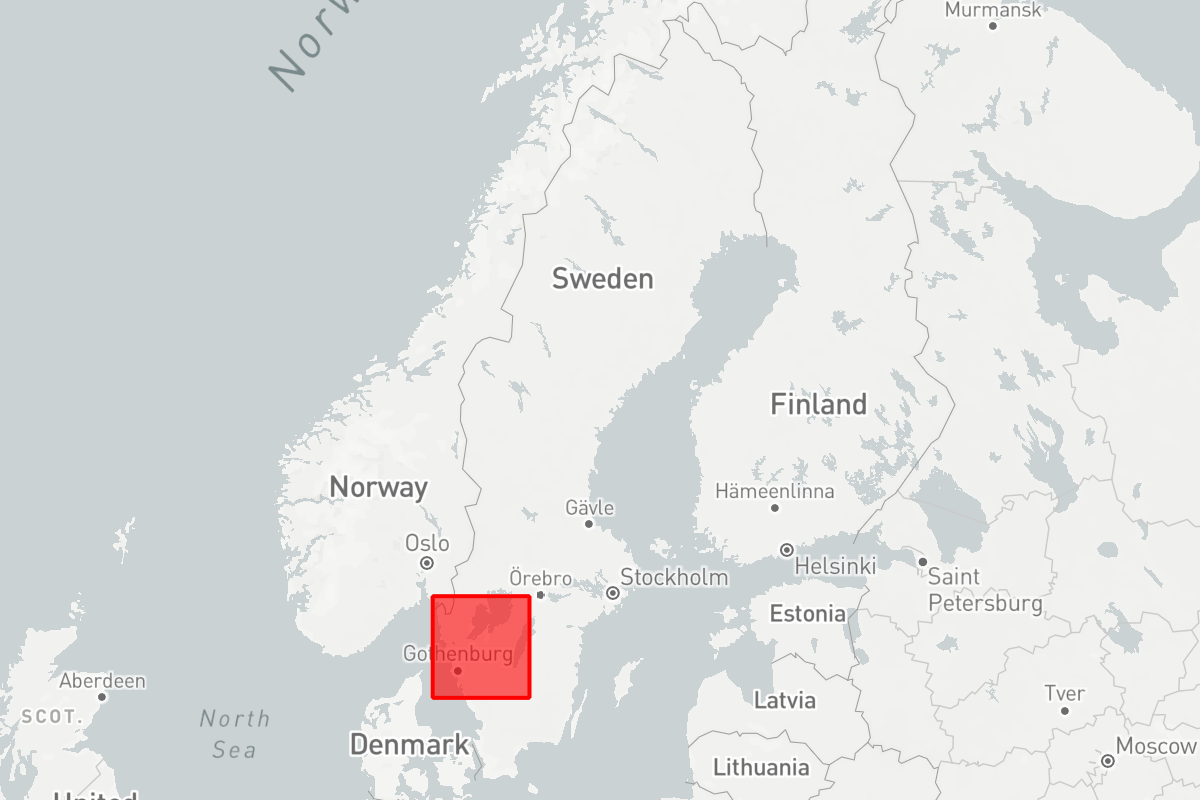 Murmansk
Norw
Sweden
Finland
Norway
Hämeenlinna
Gävle
Oslo
Helsinki
Örebro
Stockholm
Saint
Petersburg
Estonia
Gothenburg
Aberdeen
SCOT.
North
Sea
Latvia
Tver
Denmark
Moscow
Lithuania
United